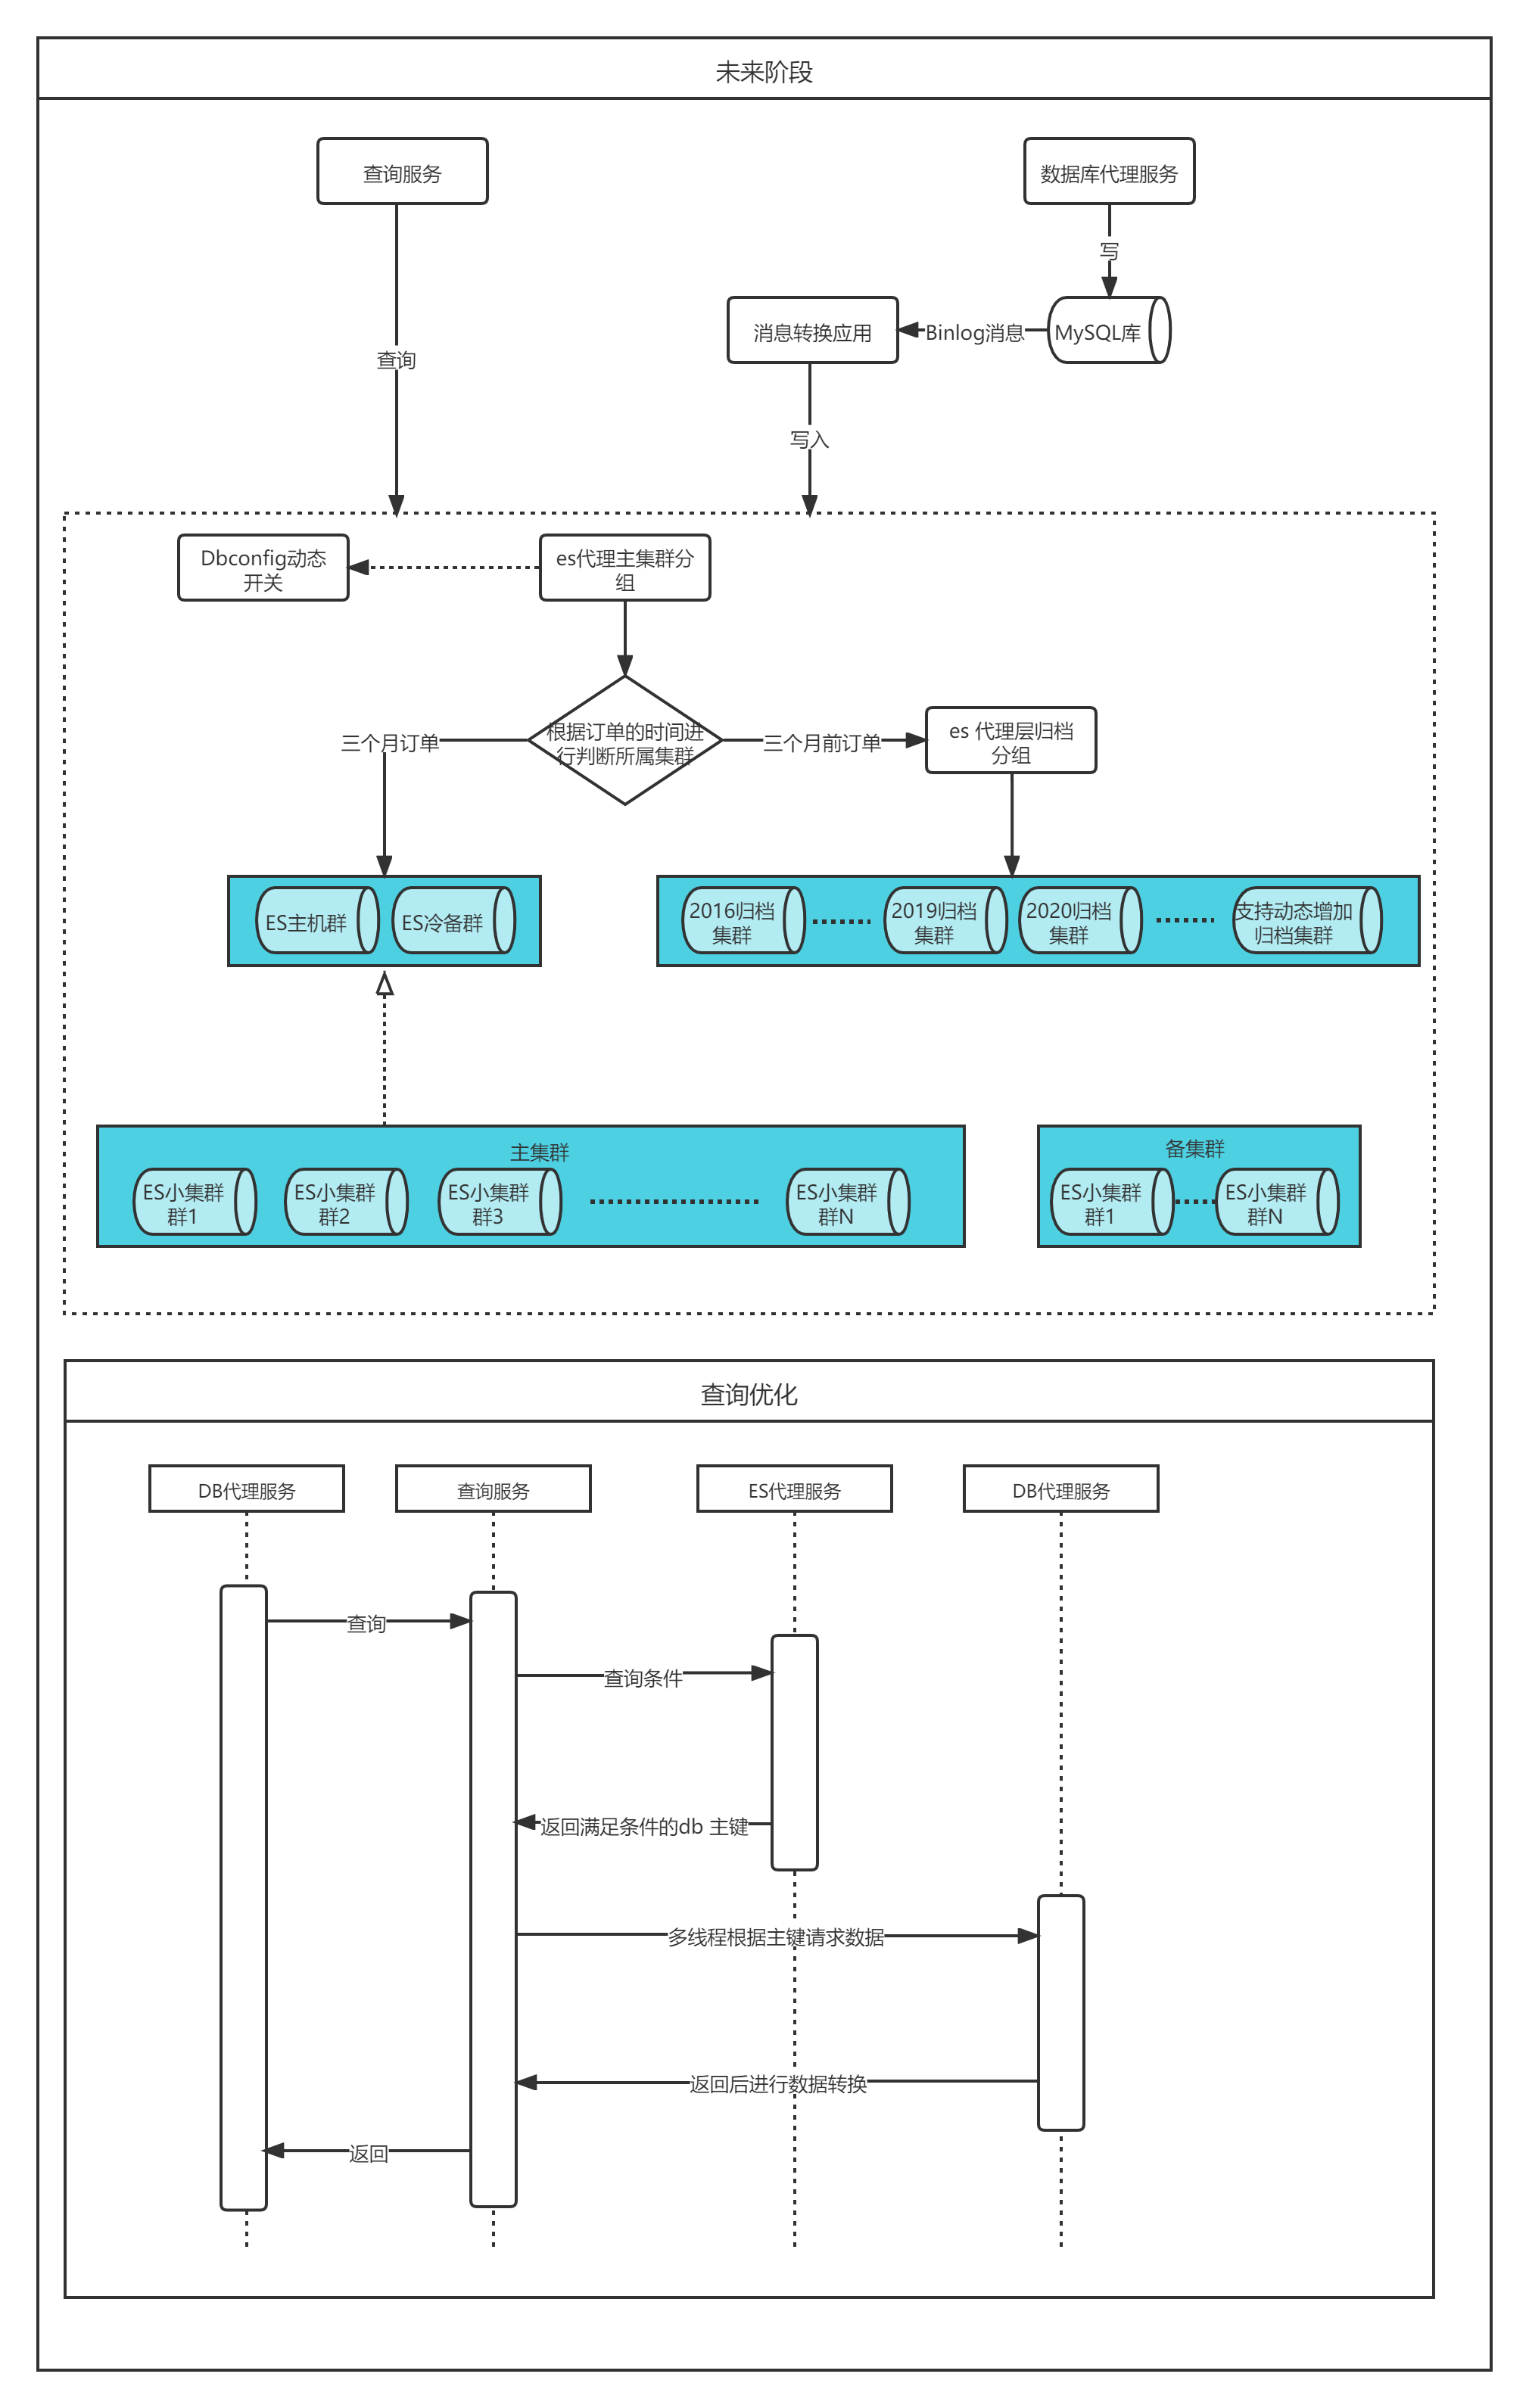 未来阶段
查询服务
数据库代理服务
写
消息转换应用
Binlog消息
MySQL库
查询
写入
Dbconfig动态
开关
es代理主集群分
组
根据订单的时间进
行判断所属集群
三个月订单
三个月前订单
es 代理层归档
分组
ES主机群
ES冷备群
2016归档
集群
2019归档
集群
2020归档
集群
支持动态增加
归档集群
主集群
ES小集群
群1
ES小集群
群2
ES小集群
群3
ES小集群
群N
备集群
ES小集群
群1
ES小集群
群N
查询优化
DB代理服务
查询服务
ES代理服务
DB代理服务
查询
查询条件
返回满足条件的db 主键
多线程根据主键请求数据
返回后进行数据转换
返回